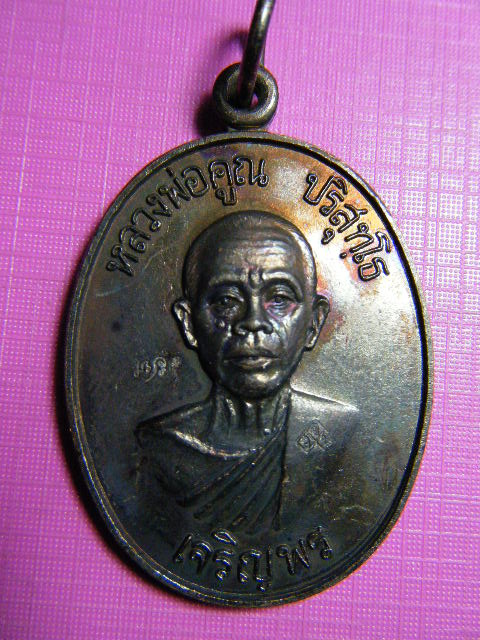 หลวงพ่อคูณ ปริสุทฺโธ
เจริญพร